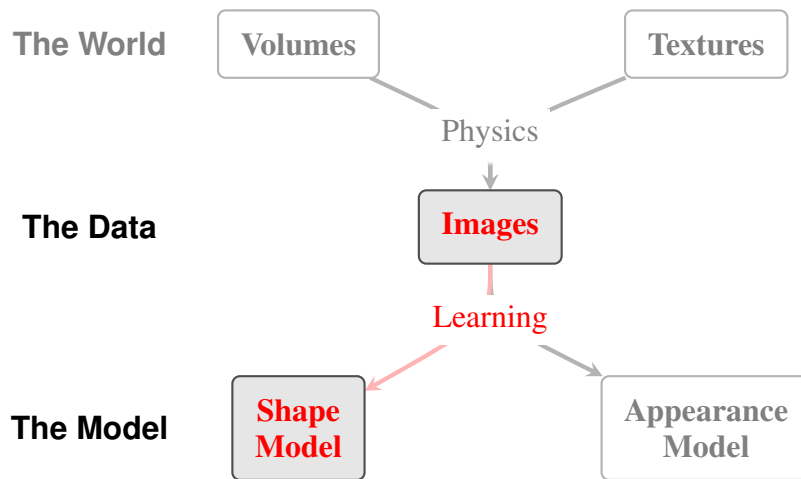 The World
Volumes
Textures
Physics
The Data
Images
Learning
The Model
Shape
Model
Appearance
Model